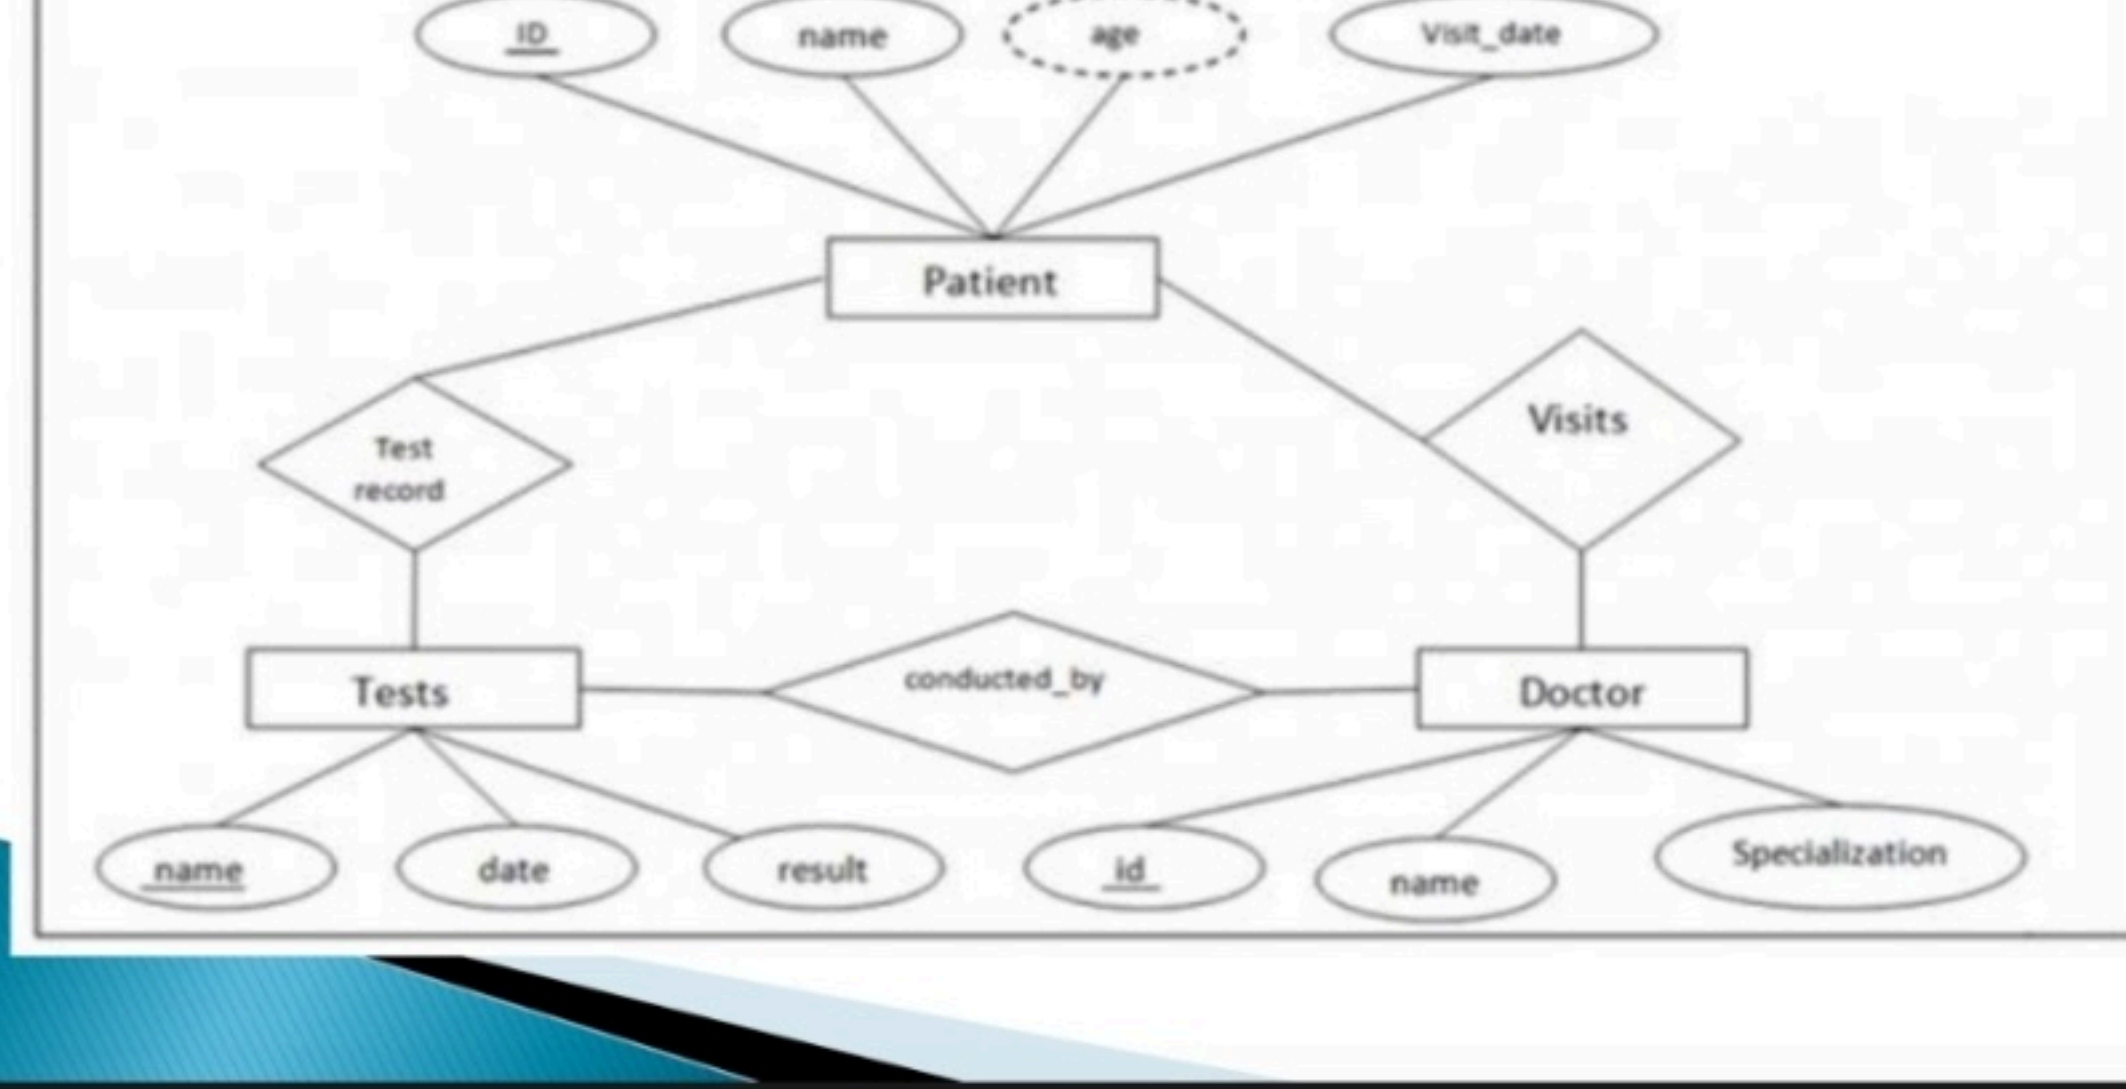 ID
name
age
Visit_date
Patient
Visits
Test
record
conducted_by
Tests
Doctor
name
date
result
id
name
Specialization